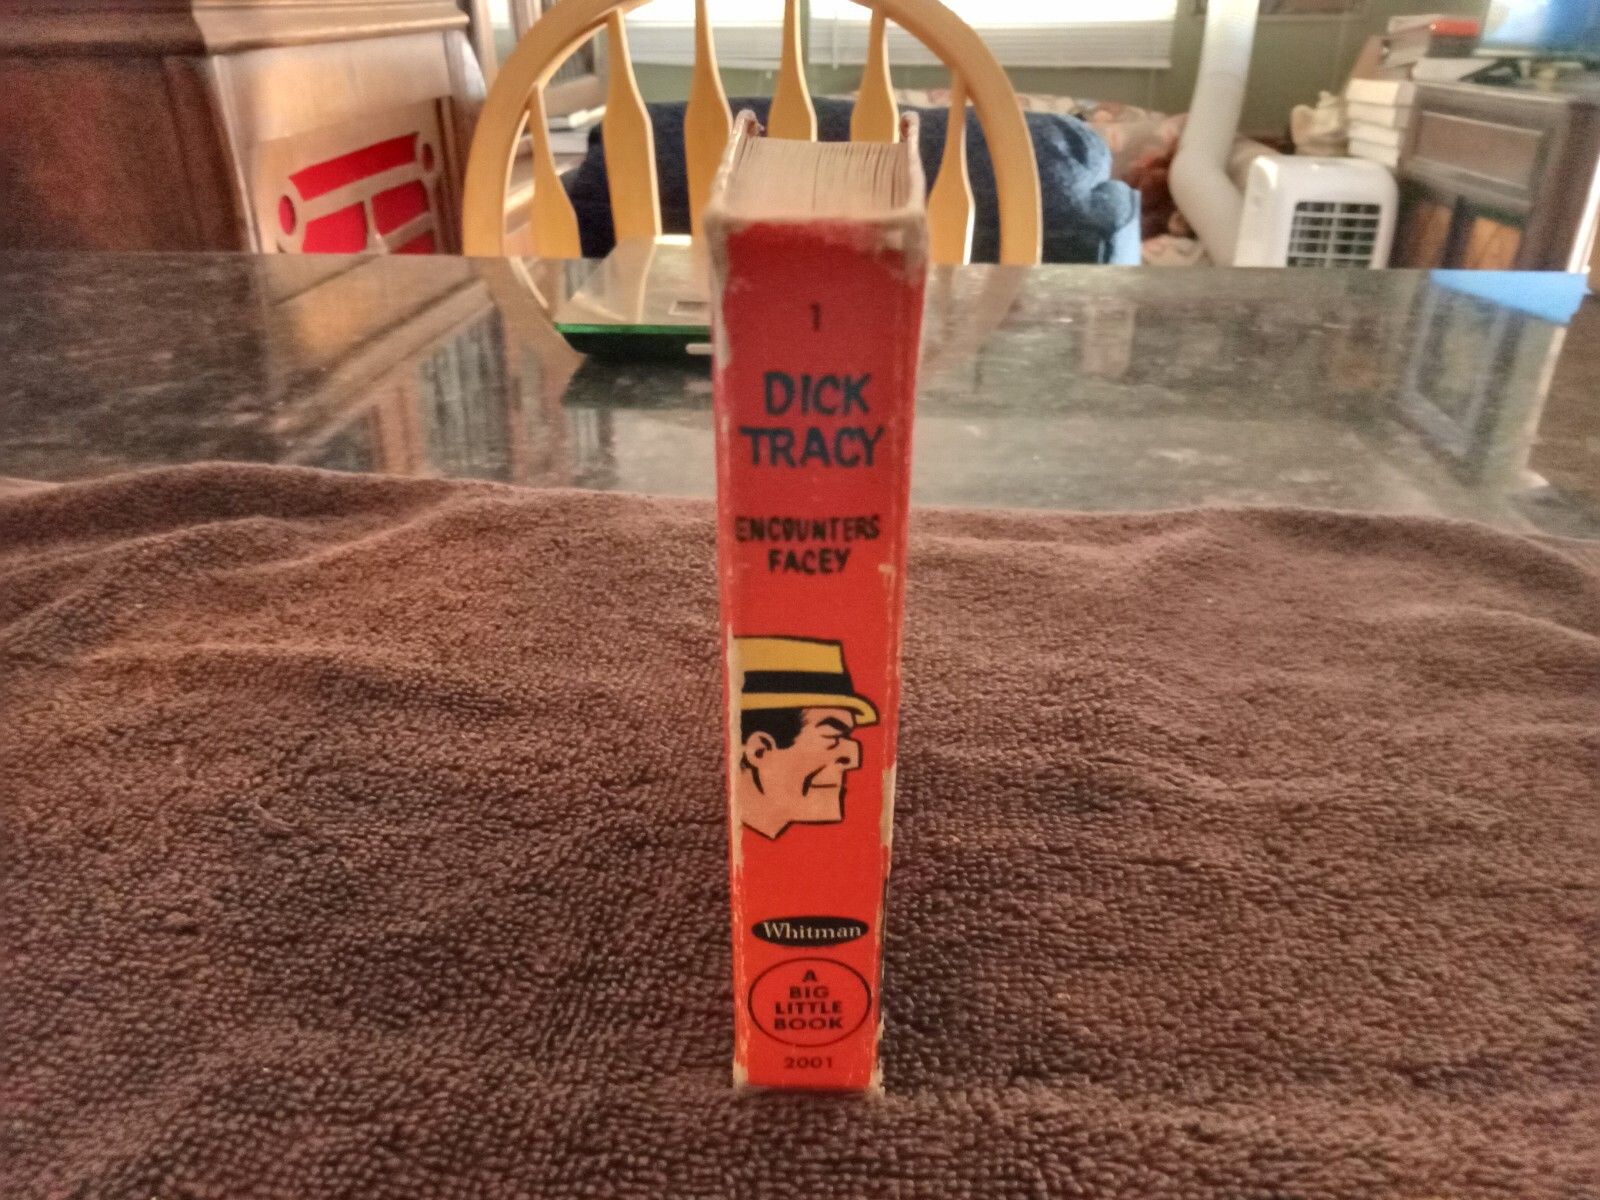 1
DICK
TRACY
ENCOUNTERS
FACEY
Whitman
A
BIG
LITTLE
BOOK
2001